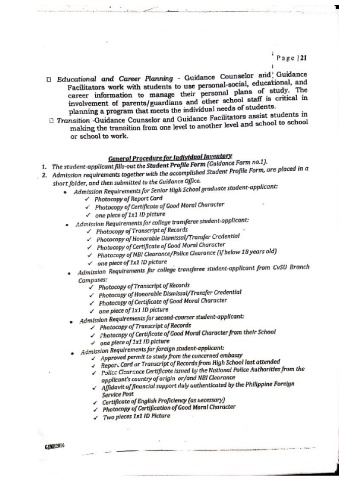 Page | 21
☐ Educational and Career Planning - Guidance Counselor and Guidance
Facilitators work with students to use personal-social, educational, and
career information to manage their personal plans of study. The
involvement of parents/guardians and other school staff is critical in
planning a program that meets the individual needs of students.
☐ Transition -Guidance Counselor and Guidance Facilitators assist students in
making the transition from one level to another level and school to school
or school to work.
General Procedure for Individual Inventory
1. The student-applicant fills-out the Student Profile Form (Guidance Form no.1).
2. Admission requirements together with the accomplished Student Profile Form, are placed in a
short folder, and then submitted to the Guidance Office.
• Admission Requirements for Senior High School graduate student-applicant:
✓ Photocopy of Report Card
✓ Photocopy of Certificate of Good Moral Character
✓ one piece of 1x1 ID picture
• Admission Requirements for college transferee student-applicant:
✓ Photocopy of Transcript of Records
✓ Photocopy of Honorable Dismissal/Transfer Credential
✓ Photocopy of Certificate of Good Moral Character
✓ Photocopy of NBI Clearance/Police Clearance (if below 18 years old)
✓ one piece of 1x1 ID picture
• Admission Requirements for college transferee student-applicant from CvSU Branch
Campuses:
✓ Photocopy of Transcript of Records
✓ Photocopy of Honorable Dismissal/Transfer Credential
✓ Photocopy of Certificate of Good Moral Character
✓ one piece of 1x1 ID picture
• Admission Requirements for second-courser student-applicant:
✓ Photocopy of Transcript of Records
✓ Photocopy of Certificate of Good Moral Character from their School
✓ one piece of 1x1 ID picture
• Admission Requirements for foreign student-applicant:
✓ Approved permit to study from the concerned embassy
✓ Report Card or Transcript of Records from High School last attended
✓ Police Clearance Certificate issued by the National Police Authorities from the
applicant's country of origin or/and NBI Clearance
✓ Affidavit of financial support duly authenticated by the Philippine Foreign
Service Post
✓ Certificate of English Proficiency (as necessary)
✓ Photocopy of Certification of Good Moral Character
✓ Two pieces 1x1 ID Picture